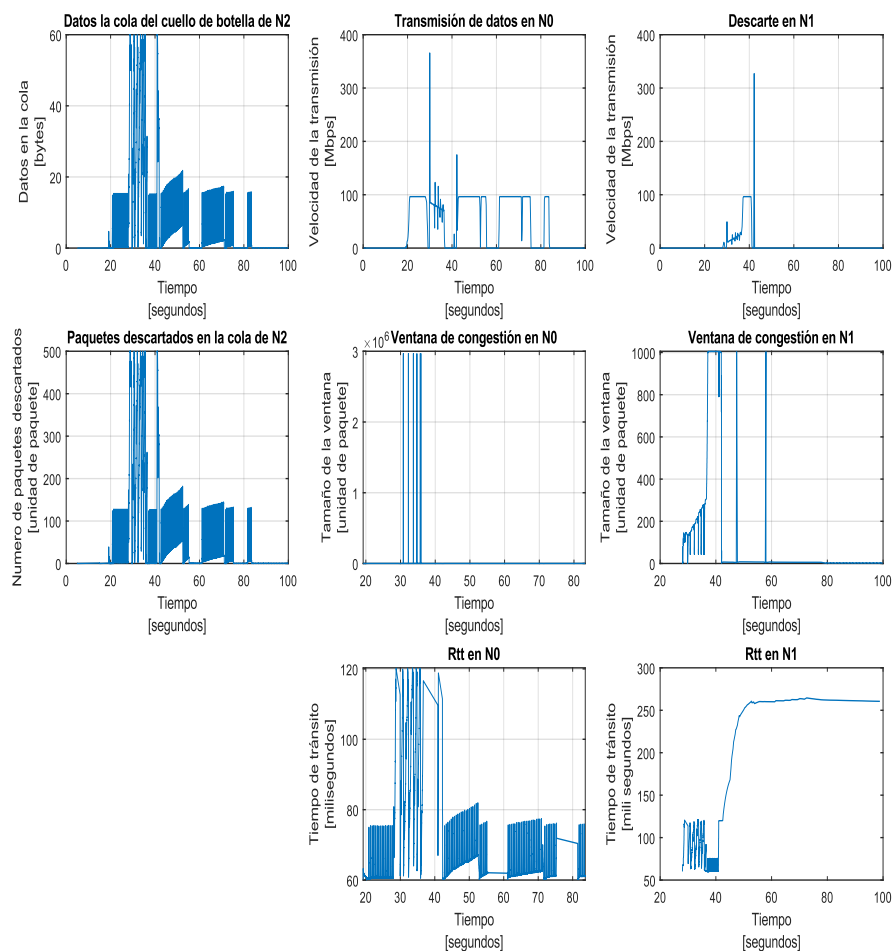 Datos la cola del cuello de botella de N2
Datos en la cola
[bytes]
60
40
20
0
0 20 40 60 80 100
Tiempo
[segundos]
Transmisión de datos en N0
Velocidad de la transmisión
[Mbps]
400
300
200
100
0
0 20 40 60 80 100
Tiempo
[segundos]
Descarte en N1
Velocidad de la transmisión
[Mbps]
400
300
200
100
0
0 20 40 60 80 100
Tiempo
[segundos]
Paquetes descartados en la cola de N2
Numero de paquetes descartados
[unidad de paquete]
500
400
300
200
100
0
0 20 40 60 80 100
Tiempo
[segundos]
Ventana de congestión en N0
Tamaño de la ventana
[unidad de paquete]
×10⁶
3
2
1
0
20 30 40 50 60 70 80
Tiempo
[segundos]
Ventana de congestión en N1
Tamaño de la ventana
[unidad de paquete]
1000
800
600
400
200
0
20 40 60 80 100
Tiempo
[segundos]
Rtt en N0
Tiempo de tránsito
[milisegundos]
120
100
80
60
20 30 40 50 60 70 80
Tiempo
[segundos]
Rtt en N1
Tiempo de tránsito
[mili segundos]
300
250
200
150
100
50
20 40 60 80 100
Tiempo
[segundos]